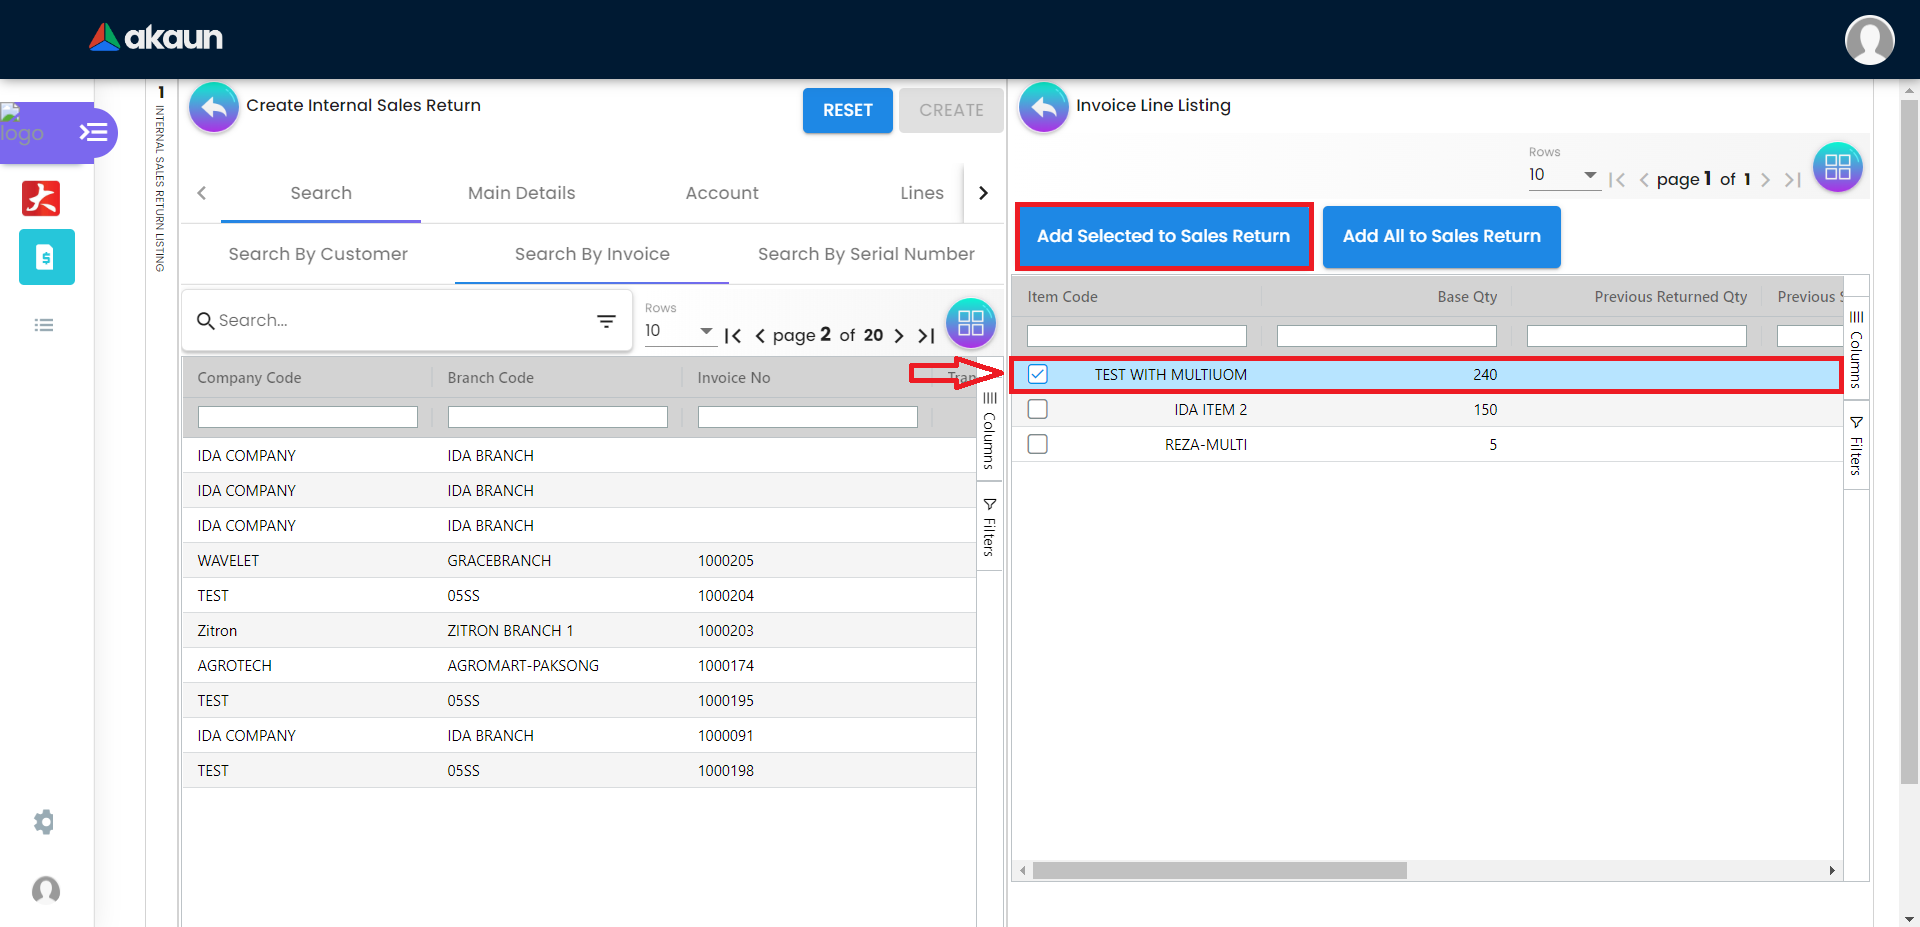 akaun
logo
1
INTERNAL SALES RETURN LISTING
Create Internal Sales Return
RESET
CREATE
Search
Main Details
Account
Lines
Search By Customer
Search By Invoice
Search By Serial Number
Search...
Rows
10
page 2 of 20
Company Code
Branch Code
Invoice No
Tran
IDA COMPANY IDA BRANCH
IDA COMPANY IDA BRANCH
IDA COMPANY IDA BRANCH
WAVELET GRACEBRANCH 1000205
TEST 05SS 1000204
Zitron ZITRON BRANCH 1 1000203
AGROTECH AGROMART-PAKSONG 1000174
TEST 05SS 1000195
IDA COMPANY IDA BRANCH 1000091
TEST 05SS 1000198
Columns
Filters
Invoice Line Listing
Rows
10
page 1 of 1
Add Selected to Sales Return
Add All to Sales Return
Item Code
Base Qty
Previous Returned Qty
Previous S
TEST WITH MULTIUOM 240
IDA ITEM 2 150
REZA-MULTI 5
Columns
Filters